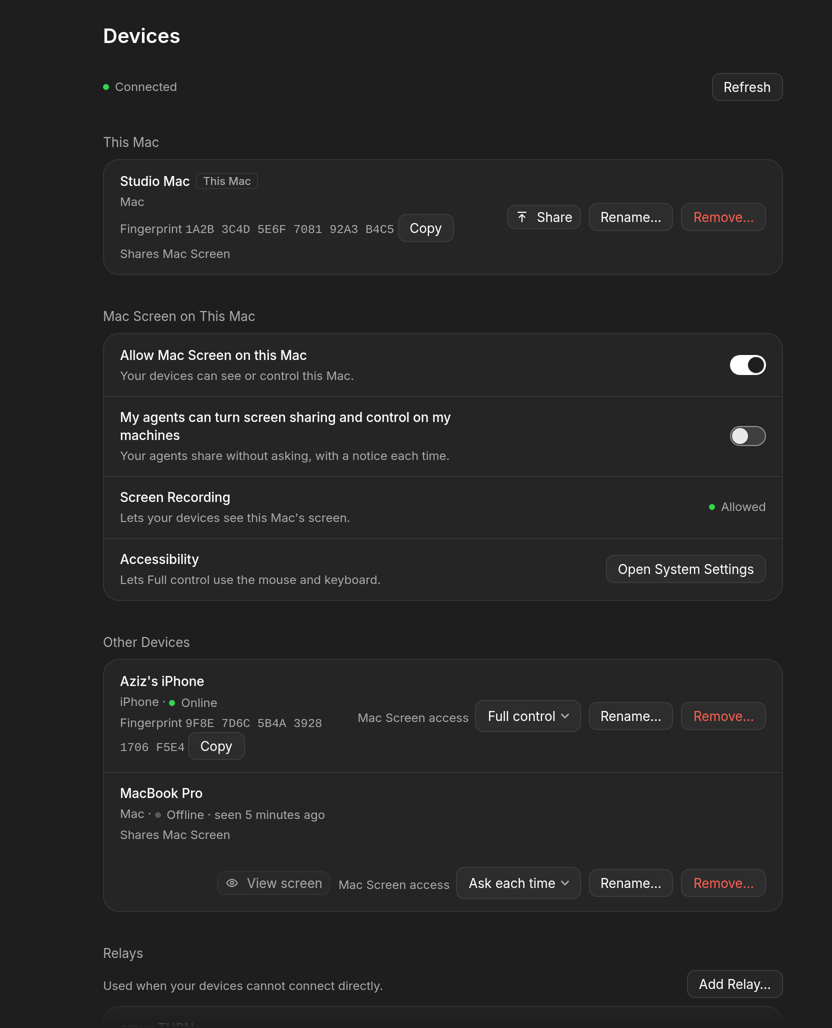 Devices
Connected
Refresh
This Mac
Studio Mac This Mac
Mac
Fingerprint 1A2B 3C4D 5E6F 7081 92A3 B4C5 Copy
Share Rename... Remove...
Shares Mac Screen
Mac Screen on This Mac
Allow Mac Screen on this Mac
Your devices can see or control this Mac.
My agents can turn screen sharing and control on my
machines
Your agents share without asking, with a notice each time.
Screen Recording
Lets your devices see this Mac's screen.
Allowed
Accessibility
Lets Full control use the mouse and keyboard.
Open System Settings
Other Devices
Aziz's iPhone
iPhone · Online
Fingerprint 9F8E 7D6C 5B4A 3928
1706 F5E4 Copy
Mac Screen access Full control Rename... Remove...
MacBook Pro
Mac · Offline · seen 5 minutes ago
Shares Mac Screen
View screen Mac Screen access Ask each time Rename... Remove...
Relays
Used when your devices cannot connect directly.
Add Relay...